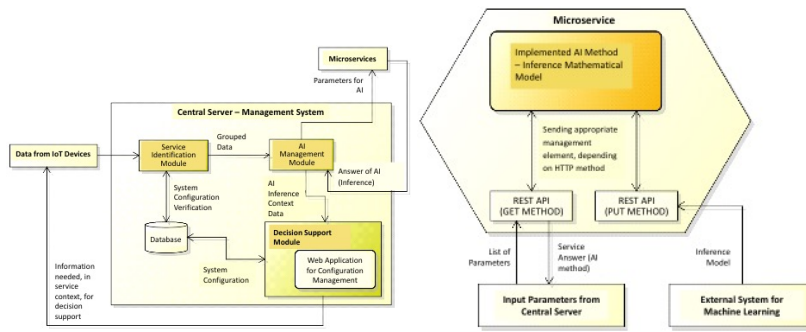 Microservices
Parameters for
AI
Central Server – Management System
Data from IoT Devices
Service
Identification
Module
Grouped
Data
AI
Management
Module
Answer of AI
(Inference)
System
Configuration
Verification
AI
Inference
Context
Data
Database
Decision Support
Module
Web Application
for Configuration
Management
System
Configuration
Information
needed, in
service
context, for
decision
support
Microservice
Implemented AI Method
– Inference Mathematical
Model
Sending appropriate
management
element, depending
on HTTP method
REST API
(GET METHOD)
REST API
(PUT METHOD)
List of
Parameters
Service
Answer (AI
method)
Inference
Model
Input Parameters from
Central Server
External System for
Machine Learning